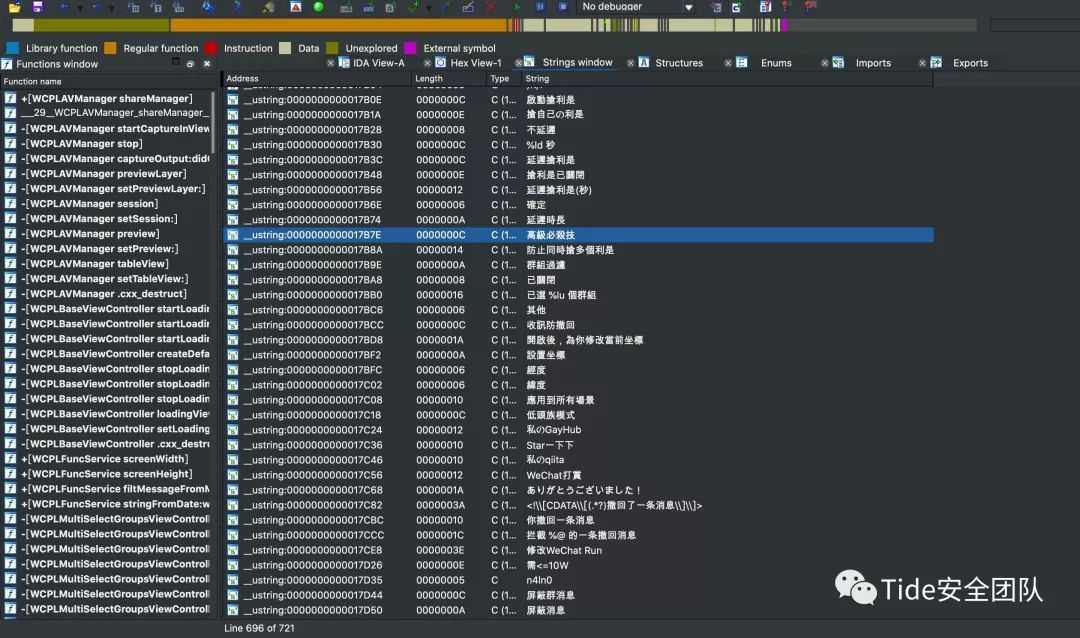 No debugger
Library function Regular function Instruction Data Unexplored External symbol
Functions window
IDA View-A Hex View-1 Strings window Structures Enums Imports Exports
Function name
Address Length Type String
+[WCPLAVManager shareManager]
___29__WCPLAVManager_shareManager__
-[WCPLAVManager startCaptureInView
-[WCPLAVManager stop]
-[WCPLAVManager captureOutput:did
-[WCPLAVManager previewLayer]
-[WCPLAVManager setPreviewLayer:]
-[WCPLAVManager session]
-[WCPLAVManager setSession:]
-[WCPLAVManager preview]
-[WCPLAVManager setPreview:]
-[WCPLAVManager tableView]
-[WCPLAVManager setTableView:]
-[WCPLAVManager .cxx_destruct]
-[WCPLBaseViewController startLoadin
-[WCPLBaseViewController startLoadin
-[WCPLBaseViewController startLoadin
-[WCPLBaseViewController createDefa
-[WCPLBaseViewController stopLoadin
-[WCPLBaseViewController stopLoadin
-[WCPLBaseViewController stopLoadin
-[WCPLBaseViewController loadingVie
-[WCPLBaseViewController setLoading
-[WCPLBaseViewController .cxx_destru
+[WCPLFuncService screenWidth]
+[WCPLFuncService screenHeight]
+[WCPLFuncService filtMessageFromM
+[WCPLFuncService stringFromDate:w
-[WCPLMultiSelectGroupsViewControl
-[WCPLMultiSelectGroupsViewControl
-[WCPLMultiSelectGroupsViewControl
-[WCPLMultiSelectGroupsViewControl
-[WCPLMultiSelectGroupsViewControl
-[WCPLMultiSelectGroupsViewControl
-[WCPLMultiSelectGroupsViewControl
__ustring:0000000000017B0E 0000000C C (1... 啟動搶利是
__ustring:0000000000017B1A 0000000E C (1... 搶自己の利是
__ustring:0000000000017B28 00000008 C (1... 不延遲
__ustring:0000000000017B30 0000000C C (1... %ld 秒
__ustring:0000000000017B3C 0000000C C (1... 延遲搶利是
__ustring:0000000000017B48 0000000E C (1... 搶利是已關閉
__ustring:0000000000017B56 00000012 C (1... 延遲搶利是(秒)
__ustring:0000000000017B6E 00000006 C (1... 確定
__ustring:0000000000017B74 0000000A C (1... 延遲時長
__ustring:0000000000017B7E 0000000C C (1... 高級必殺技
__ustring:0000000000017B8A 00000014 C (1... 防止同時搶多個利是
__ustring:0000000000017B9E 0000000A C (1... 群組過濾
__ustring:0000000000017BA8 00000008 C (1... 已關閉
__ustring:0000000000017BB0 00000016 C (1... 已選 %lu 個群組
__ustring:0000000000017BC6 00000006 C (1... 其他
__ustring:0000000000017BCC 0000000C C (1... 收訊防撤回
__ustring:0000000000017BD8 0000001A C (1... 開啟後，為你修改當前坐標
__ustring:0000000000017BF2 0000000A C (1... 設置坐標
__ustring:0000000000017BFC 00000006 C (1... 經度
__ustring:0000000000017C02 00000006 C (1... 緯度
__ustring:0000000000017C08 00000010 C (1... 應用到所有場景
__ustring:0000000000017C18 0000000C C (1... 低頭族模式
__ustring:0000000000017C24 00000012 C (1... 私のGayHub
__ustring:0000000000017C36 00000010 C (1... Star一下下
__ustring:0000000000017C46 00000010 C (1... 私のqiita
__ustring:0000000000017C56 00000012 C (1... WeChat打賞
__ustring:0000000000017C68 0000001A C (1... ありがとうございました！
__ustring:0000000000017C82 0000003A C (1... <!\\[CDATA\\[(.*?)撤回了一条消息\\]\\]>
__ustring:0000000000017CBC 00000010 C (1... 你撤回一条消息
__ustring:0000000000017CCC 0000001C C (1... 拦截 %@ 的一条撤回消息
__ustring:0000000000017CE8 0000003E C (1... 修改WeChat Run
__ustring:0000000000017D26 0000000E C (1... 需<=10W
__ustring:0000000000017D35 00000005 C n4ln0
__ustring:0000000000017D44 0000000C C (1... 屏蔽群消息
__ustring:0000000000017D50 0000000A C (1... 屏蔽消息
Line 696 of 721
Tide安全团队